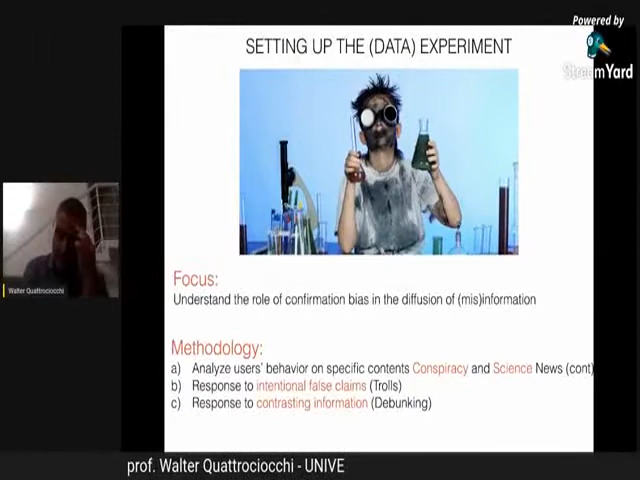 Powered by
StreamYard
SETTING UP THE (DATA) EXPERIMENT
Walter Quattrociocchi
Focus:
Understand the role of confirmation bias in the diffusion of (mis)information
Methodology:
a) Analyze users' behavior on specific contents Conspiracy and Science News (cont)
b) Response to intentional false claims (Trolls)
c) Response to contrasting information (Debunking)
prof. Walter Quattrociocchi - UNIVE